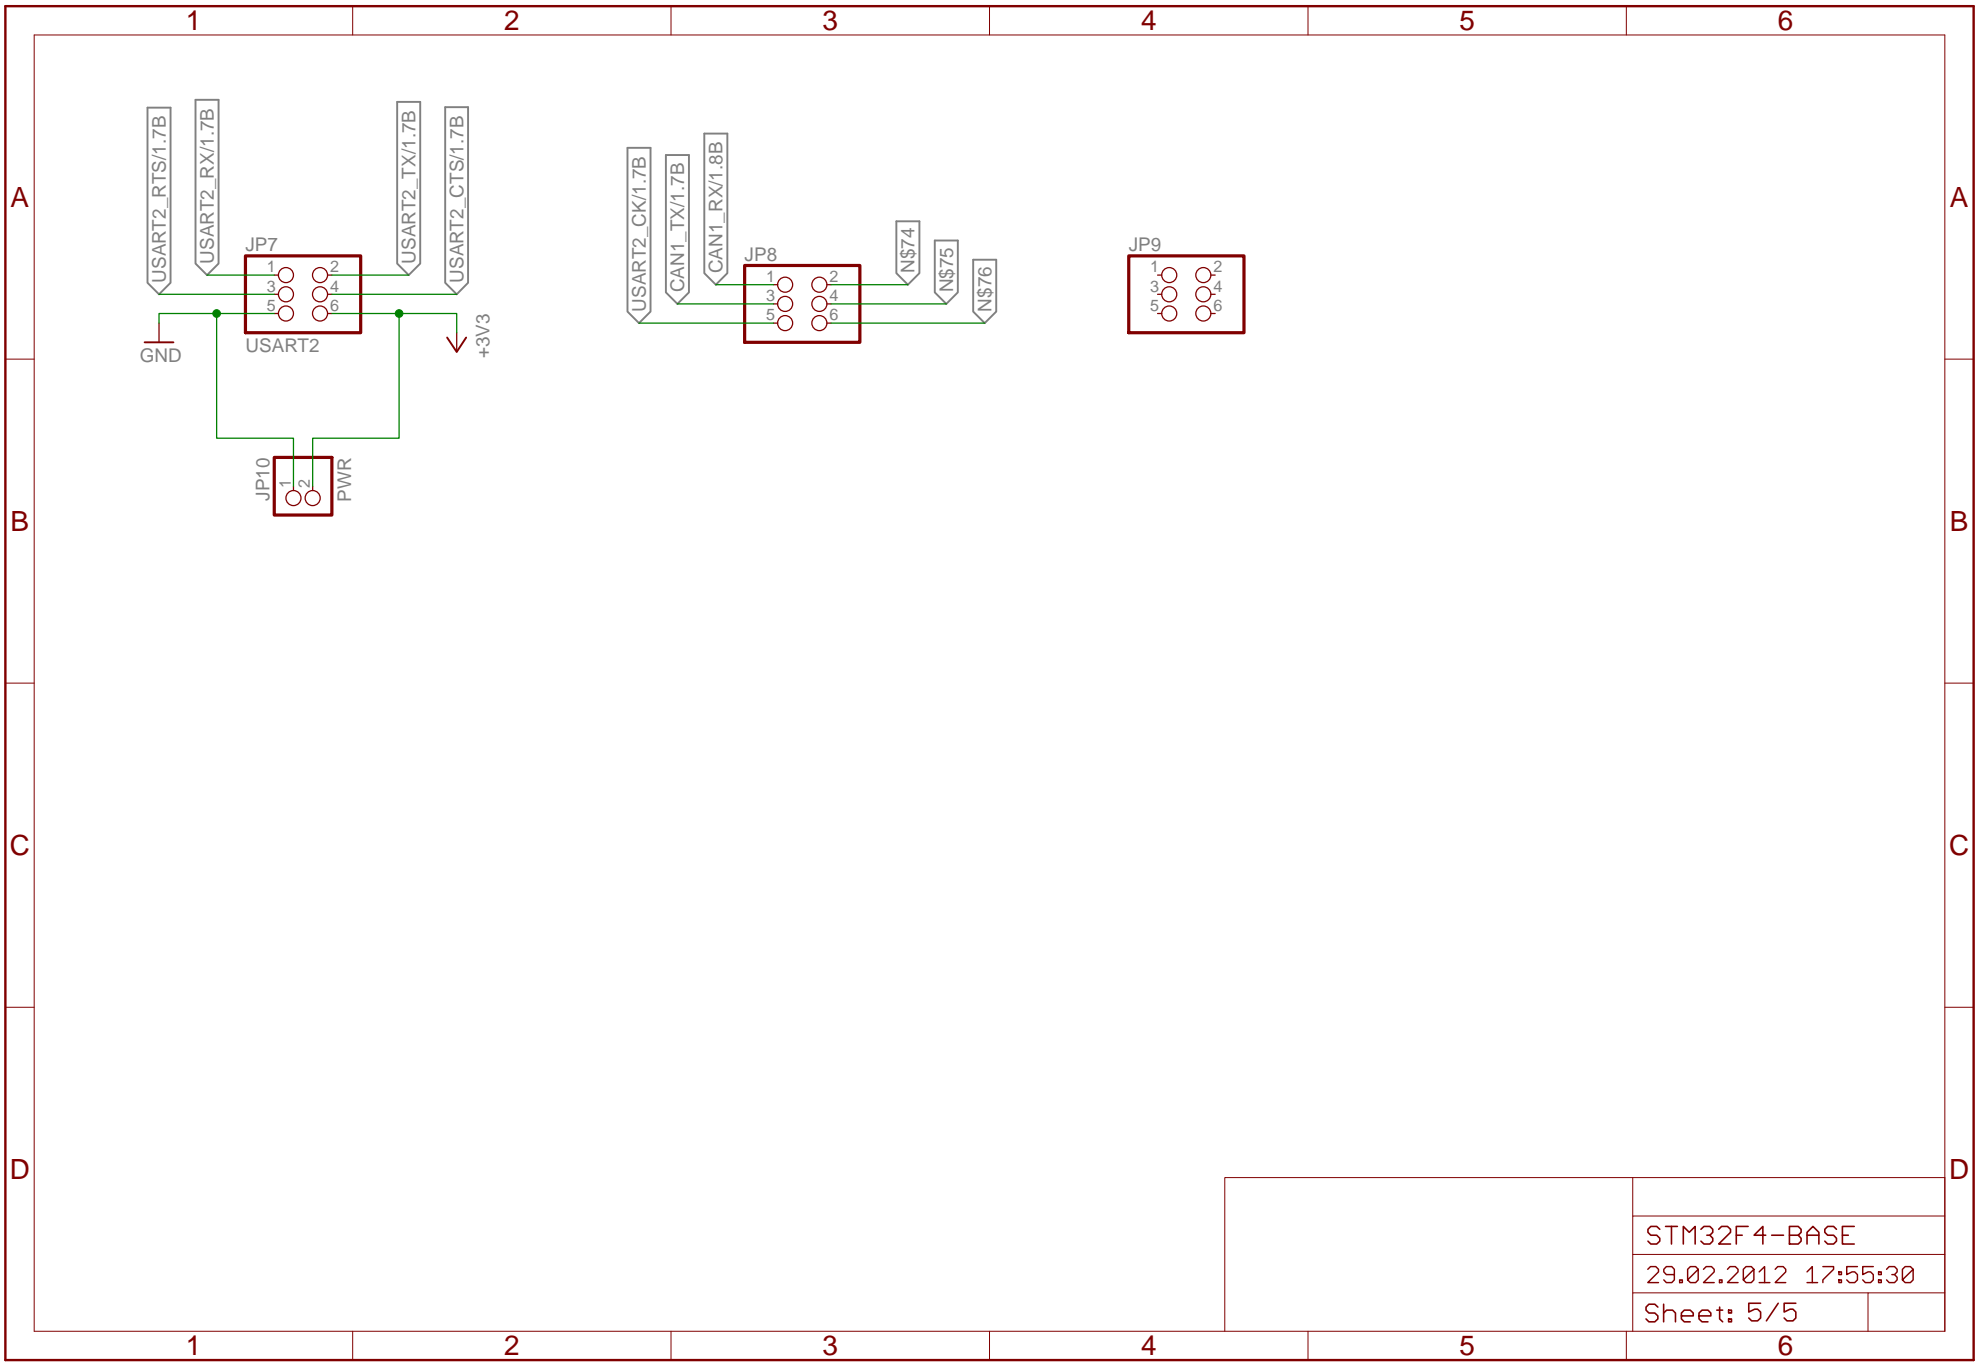 1 2 3 4 5 6
A A
USART2_RTS/1.7B
USART2_RX/1.7B
USART2_TX/1.7B
USART2_CTS/1.7B
JP7
1 2
3 4
5 6
USART2
GND
+3V3
USART2_CK/1.7B
CAN1_TX/1.7B
CAN1_RX/1.8B
JP8
1 2
3 4
5 6
N$74
N$75
N$76
JP9
1 2
3 4
5 6
JP10
1
2
PWR
B B
C C
D D
STM32F4-BASE
29.02.2012 17:55:30
Sheet: 5/5
1 2 3 4 5 6